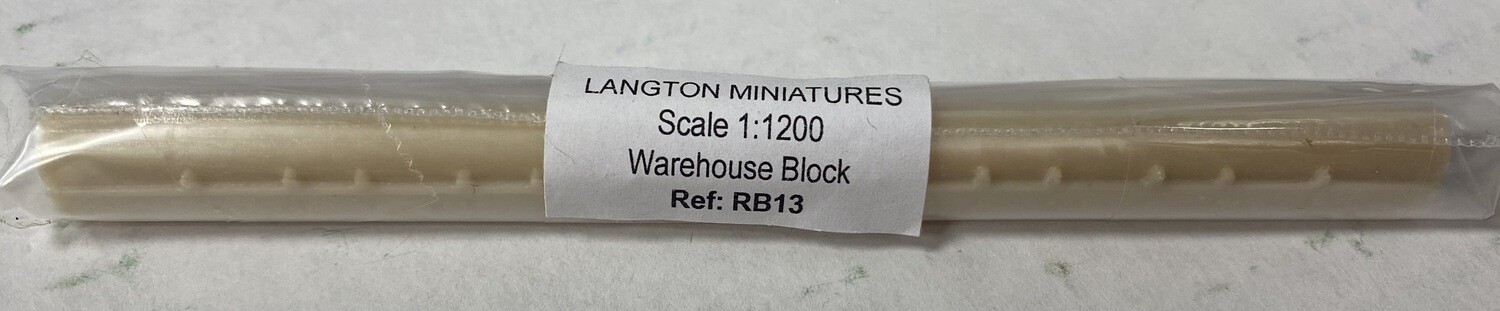 LANGTON MINIATURES
Scale 1:1200
Warehouse Block
Ref: RB13